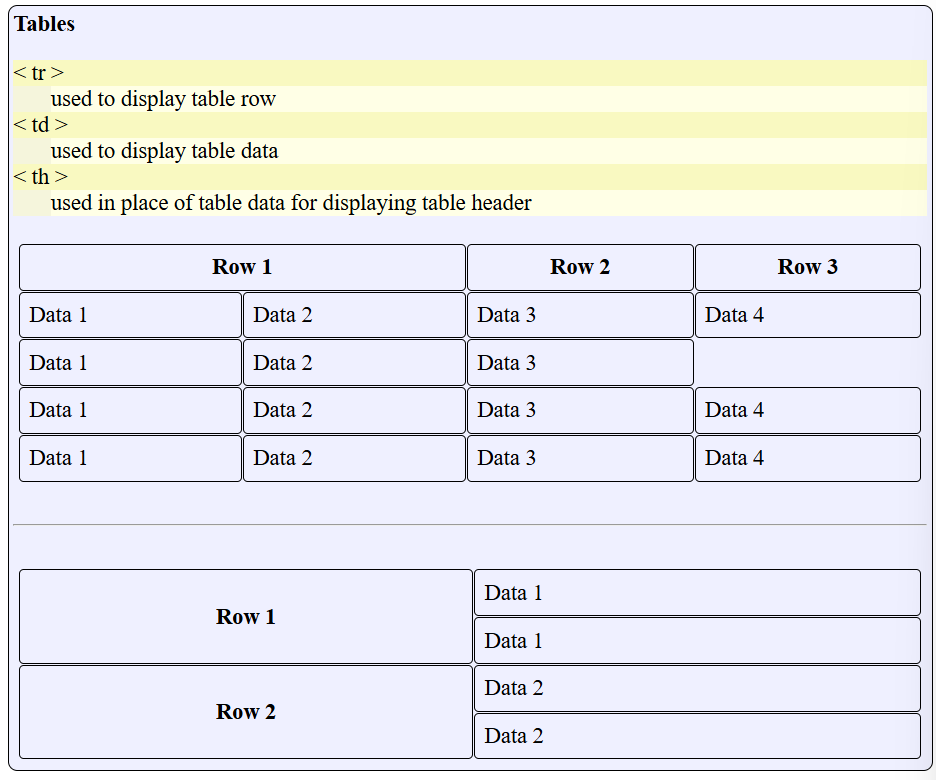 Tables
< tr >
used to display table row
< td >
used to display table data
< th >
used in place of table data for displaying table header
Row 1 Row 2 Row 3
Data 1 Data 2 Data 3 Data 4
Data 1 Data 2 Data 3
Data 1 Data 2 Data 3 Data 4
Data 1 Data 2 Data 3 Data 4
Row 1
Data 1
Data 1
Row 2
Data 2
Data 2